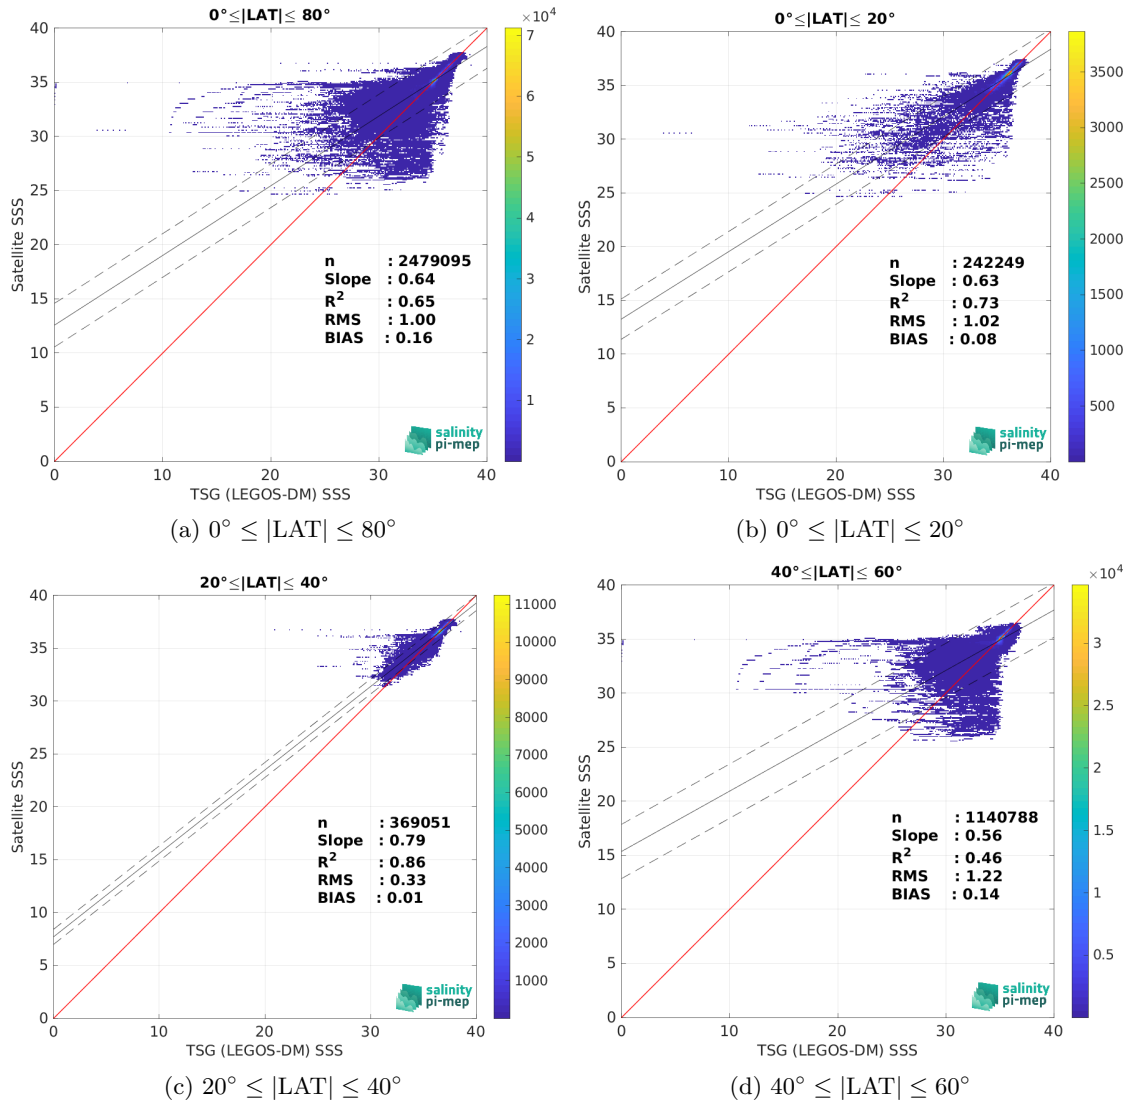 0°≤|LAT|≤ 80°
×10⁴
40
35
30
25
20
15
10
5
0
Satellite SSS
n : 2479095
Slope : 0.64
R² : 0.65
RMS : 1.00
BIAS : 0.16
salinity
pi-mep
0 10 20 30 40
TSG (LEGOS-DM) SSS
7
6
5
4
3
2
1
(a) 0° ≤ |LAT| ≤ 80°
0°≤|LAT|≤ 20°
40
35
30
25
20
15
10
5
0
Satellite SSS
n : 242249
Slope : 0.63
R² : 0.73
RMS : 1.02
BIAS : 0.08
salinity
pi-mep
0 10 20 30 40
TSG (LEGOS-DM) SSS
3500
3000
2500
2000
1500
1000
500
(b) 0° ≤ |LAT| ≤ 20°
20°≤|LAT|≤ 40°
40
35
30
25
20
15
10
5
0
Satellite SSS
n : 369051
Slope : 0.79
R² : 0.86
RMS : 0.33
BIAS : 0.01
salinity
pi-mep
0 10 20 30 40
TSG (LEGOS-DM) SSS
11000
10000
9000
8000
7000
6000
5000
4000
3000
2000
1000
(c) 20° ≤ |LAT| ≤ 40°
40°≤|LAT|≤ 60°
×10⁴
40
35
30
25
20
15
10
5
0
Satellite SSS
n : 1140788
Slope : 0.56
R² : 0.46
RMS : 1.22
BIAS : 0.14
salinity
pi-mep
0 10 20 30 40
TSG (LEGOS-DM) SSS
3
2.5
2
1.5
1
0.5
(d) 40° ≤ |LAT| ≤ 60°